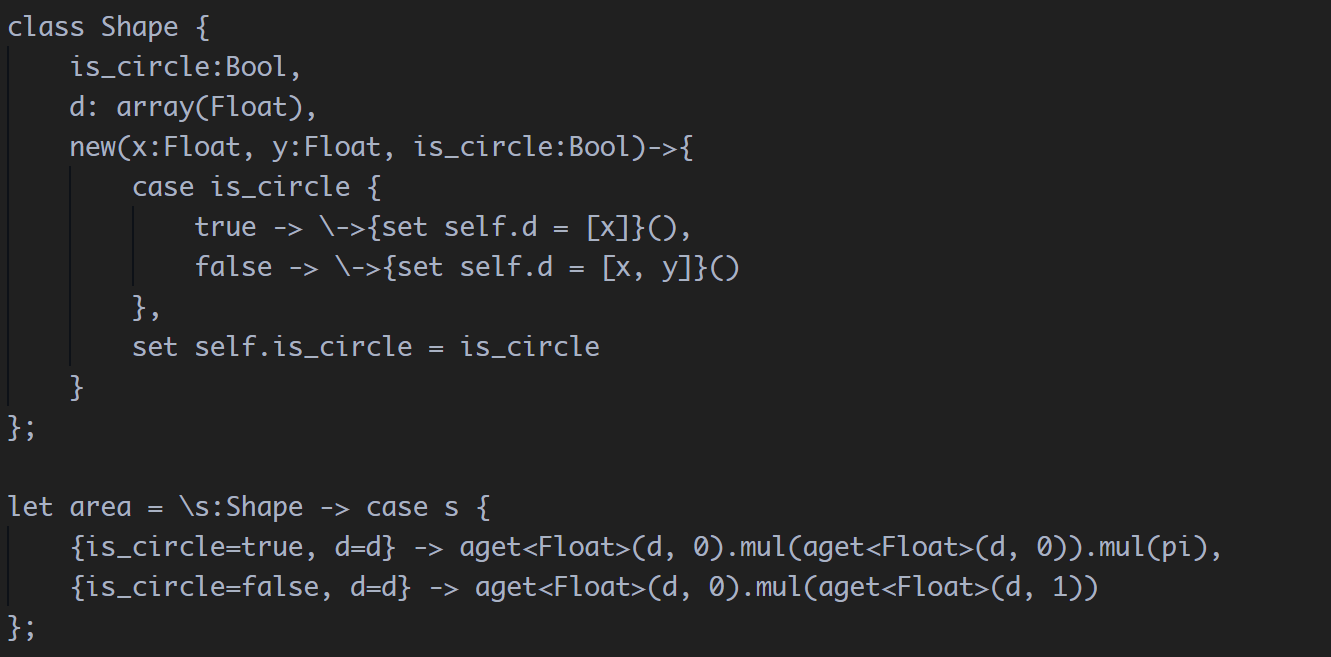 class Shape {
    is_circle:Bool,
    d: array(Float),
    new(x:Float, y:Float, is_circle:Bool)->{
        case is_circle {
            true -> \->{set self.d = [x]}(),
            false -> \->{set self.d = [x, y]}()
        },
        set self.is_circle = is_circle
    }
};

let area = \s:Shape -> case s {
    {is_circle=true, d=d} -> aget<Float>(d, 0).mul(aget<Float>(d, 0)).mul(pi),
    {is_circle=false, d=d} -> aget<Float>(d, 0).mul(aget<Float>(d, 1))
};